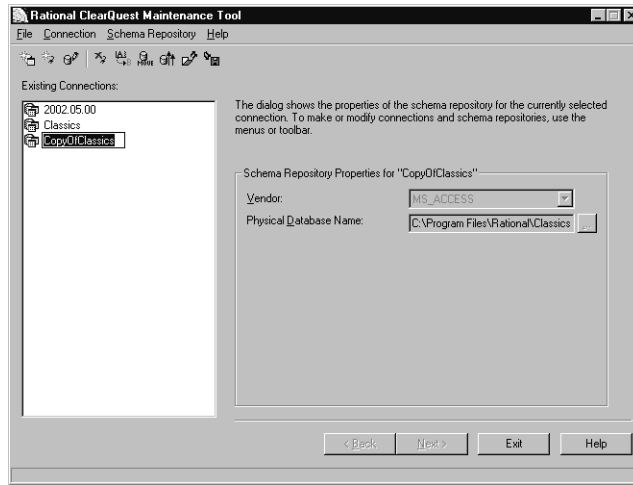 Rational ClearQuest Maintenance Tool
File Connection Schema Repository Help
Existing Connections:
2002.05.00
Classics
CopyOfClassics
The dialog shows the properties of the schema repository for the currently selected
connection. To make or modify connections and schema repositories, use the
menus or toolbar.
Schema Repository Properties for "CopyOfClassics"
Vendor:
MS_ACCESS
Physical Database Name:
C:\Program Files\Rational\Classics
...
< Back
Next >
Exit
Help